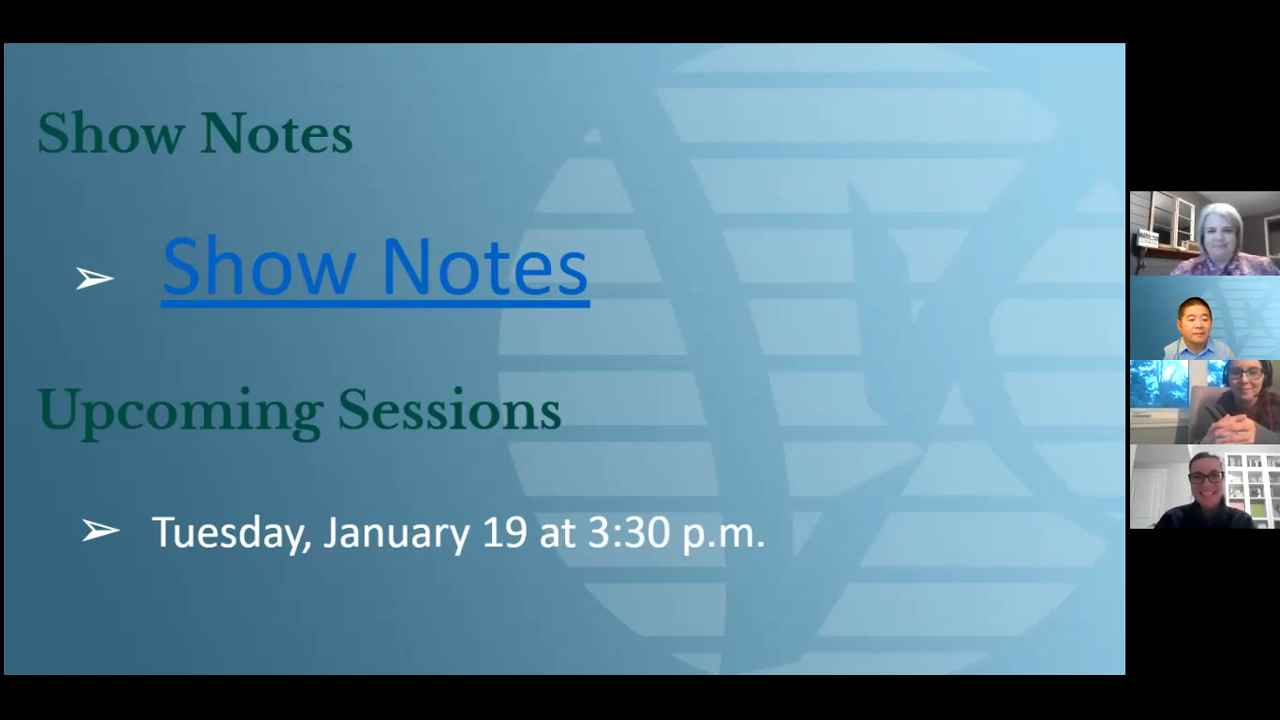 Show Notes
➢ Show Notes
Upcoming Sessions
➢ Tuesday, January 19 at 3:30 p.m.